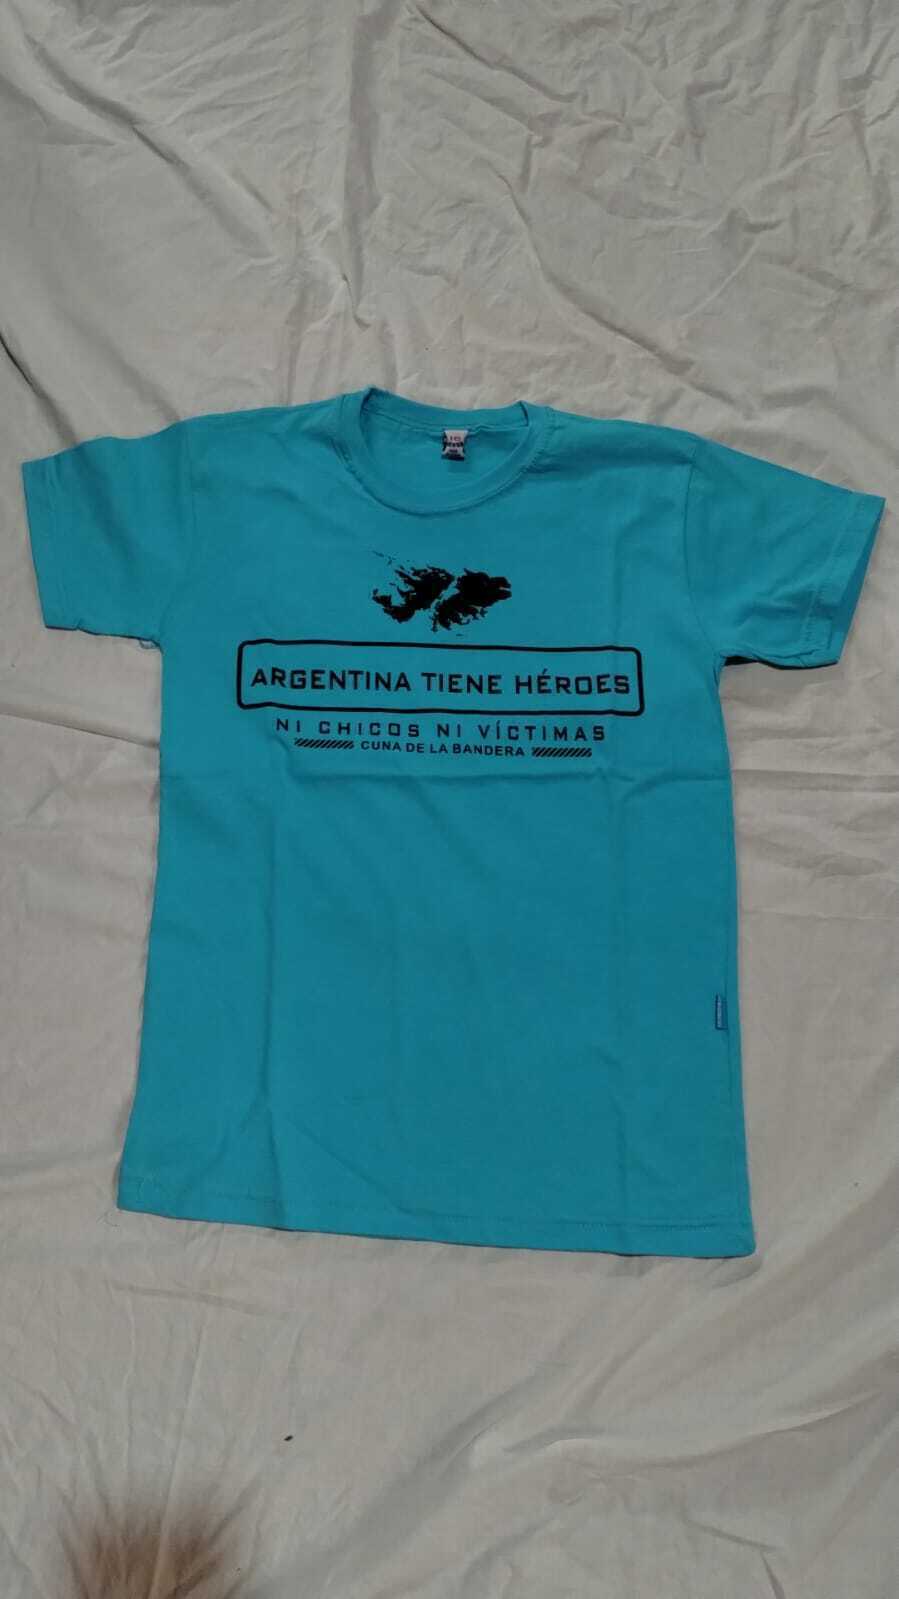 ARGENTINA TIENE HÉROES
NI CHICOS NI VÍCTIMAS
CUNA DE LA BANDERA